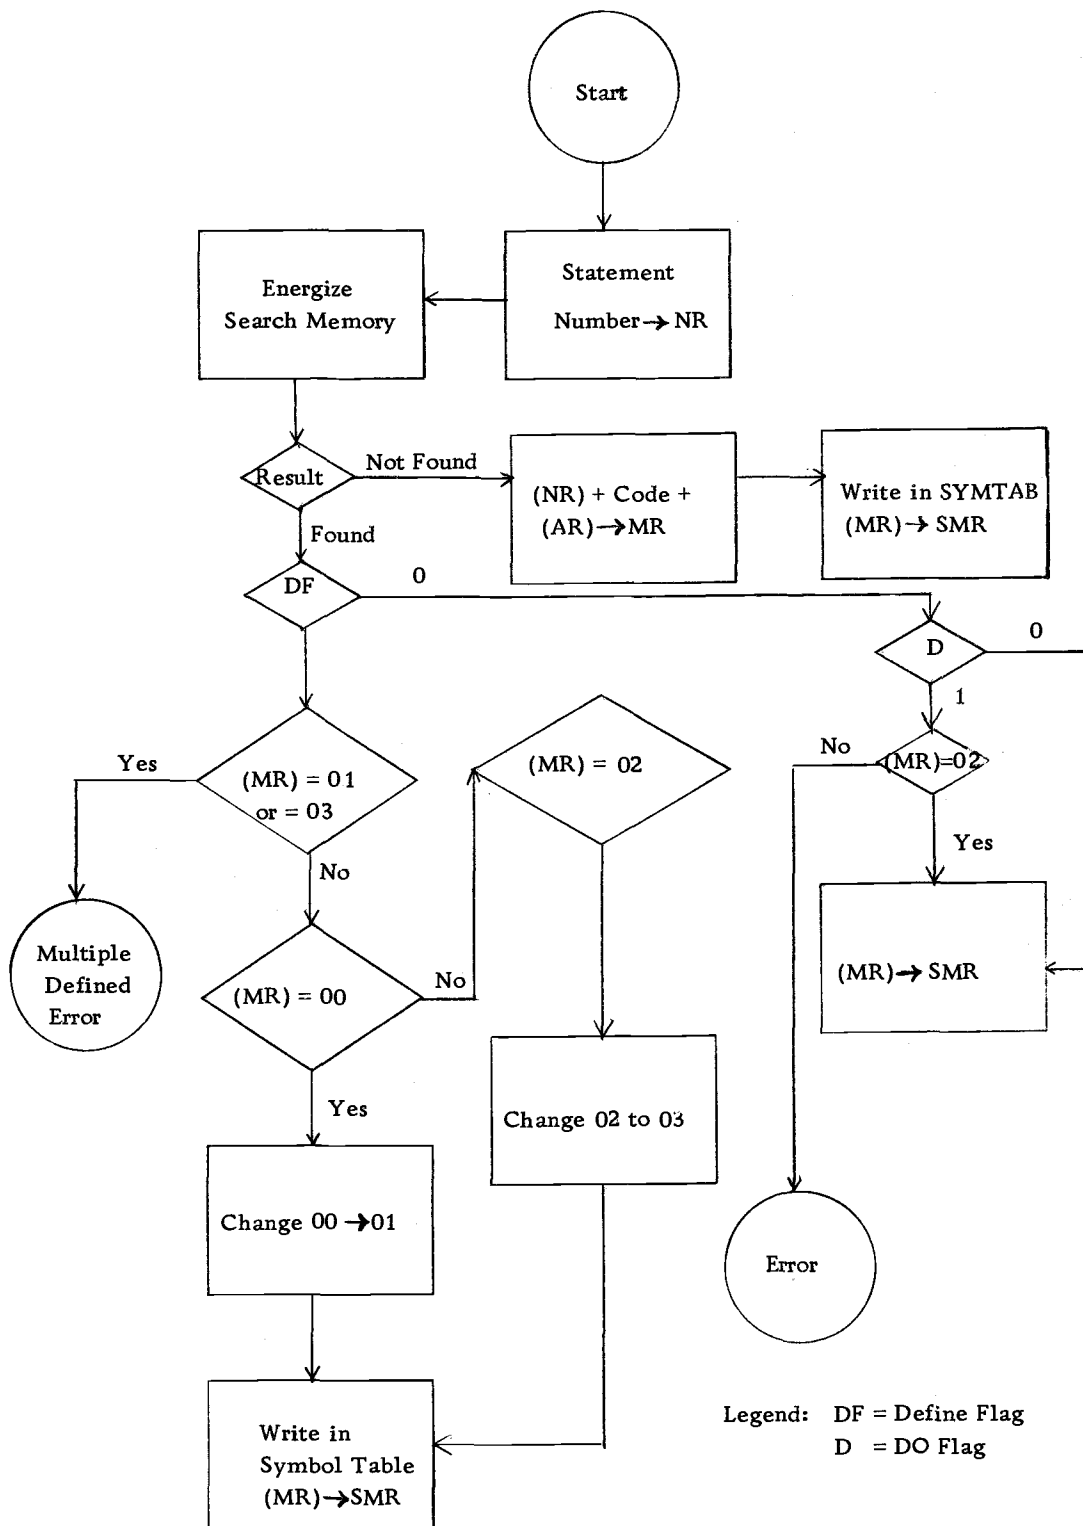 Start
Statement
Number→ NR
Energize
Search Memory
Result
Not Found
(NR) + Code +
(AR)→MR
Write in SYMTAB
(MR)→ SMR
Found
DF
0
D
0
1
(MR)=02
No
Yes
(MR)→ SMR
Error
(MR) = 01
or = 03
Yes
Multiple
Defined
Error
No
(MR) = 00
No
(MR) = 02
Change 02 to 03
Yes
Change 00 →01
Write in
Symbol Table
(MR)→SMR
Legend: DF = Define Flag
D = DO Flag